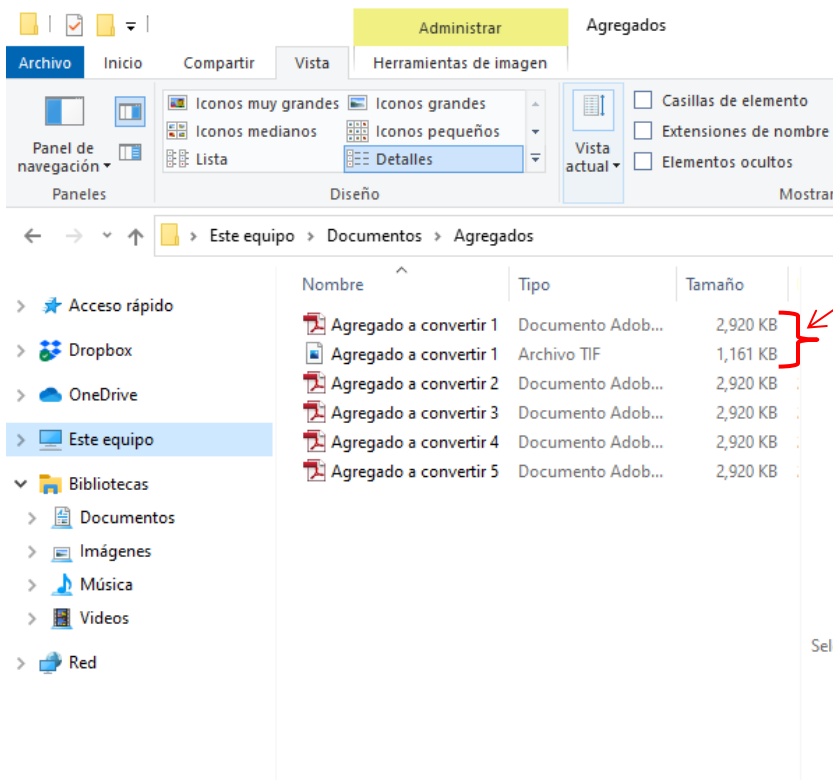 Administrar Agregados
Archivo Inicio Compartir Vista Herramientas de imagen
Panel de navegación
Iconos muy grandes Iconos grandes
Iconos medianos Iconos pequeños
Lista Detalles
Vista actual
Casillas de elemento
Extensiones de nombre
Elementos ocultos
Paneles Diseño Mostrar
Este equipo > Documentos > Agregados
Nombre Tipo Tamaño
Acceso rápido
Dropbox
OneDrive
Este equipo
Bibliotecas
Documentos
Imágenes
Música
Videos
Red
Agregado a convertir 1 Documento Adob... 2,920 KB
Agregado a convertir 1 Archivo TIF 1,161 KB
Agregado a convertir 2 Documento Adob... 2,920 KB
Agregado a convertir 3 Documento Adob... 2,920 KB
Agregado a convertir 4 Documento Adob... 2,920 KB
Agregado a convertir 5 Documento Adob... 2,920 KB
Sel